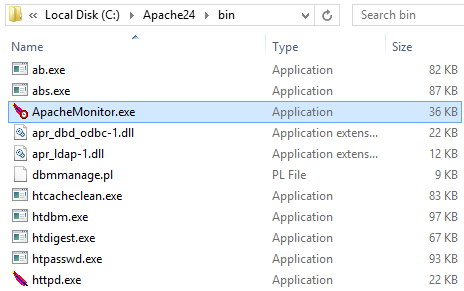 « Local Disk (C:) ▸ Apache24 ▸ bin Search bin
Name Type Size
ab.exe Application 82 KB
abs.exe Application 87 KB
ApacheMonitor.exe Application 36 KB
apr_dbd_odbc-1.dll Application extens... 22 KB
apr_ldap-1.dll Application extens... 12 KB
dbmmanage.pl PL File 9 KB
htcacheclean.exe Application 83 KB
htdbm.exe Application 97 KB
htdigest.exe Application 67 KB
htpasswd.exe Application 93 KB
httpd.exe Application 22 KB